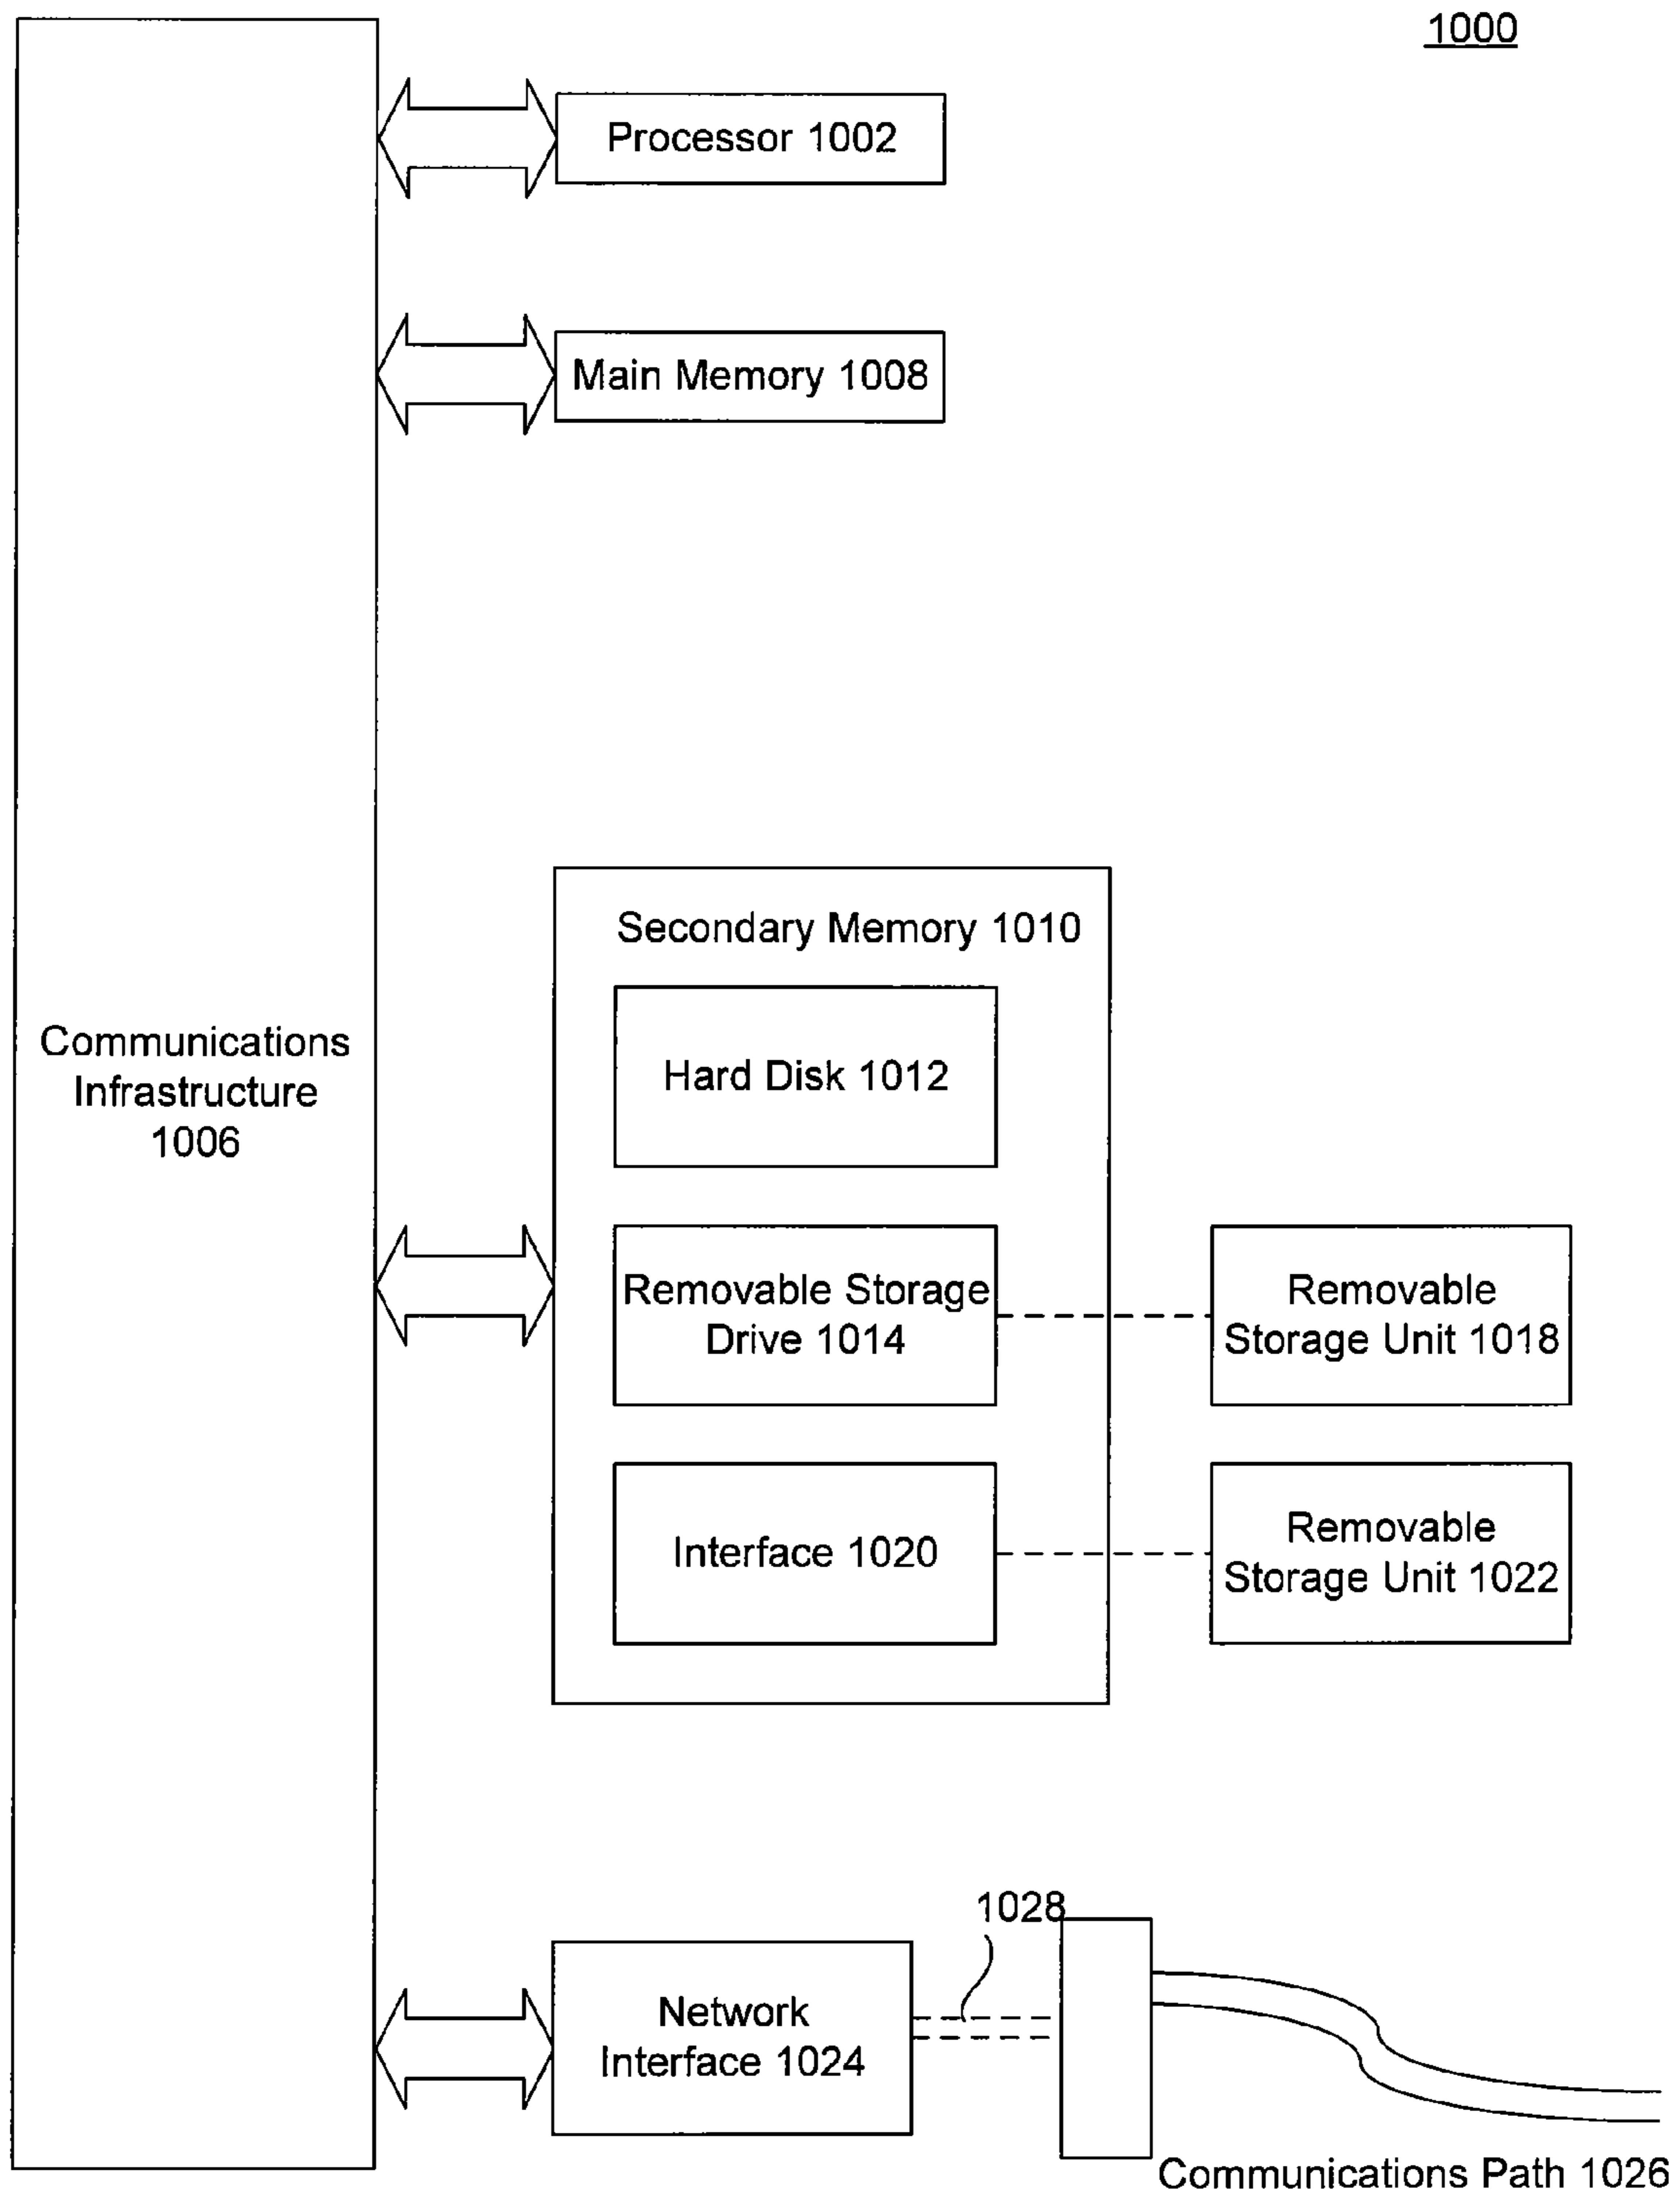 1000
Processor 1002
Main Memory 1008
Secondary Memory 1010
Hard Disk 1012
Communications
Infrastructure
1006
Removable Storage
Drive 1014
Removable
Storage Unit 1018
Interface 1020
Removable
Storage Unit 1022
1028
Network
Interface 1024
Communications Path 1026